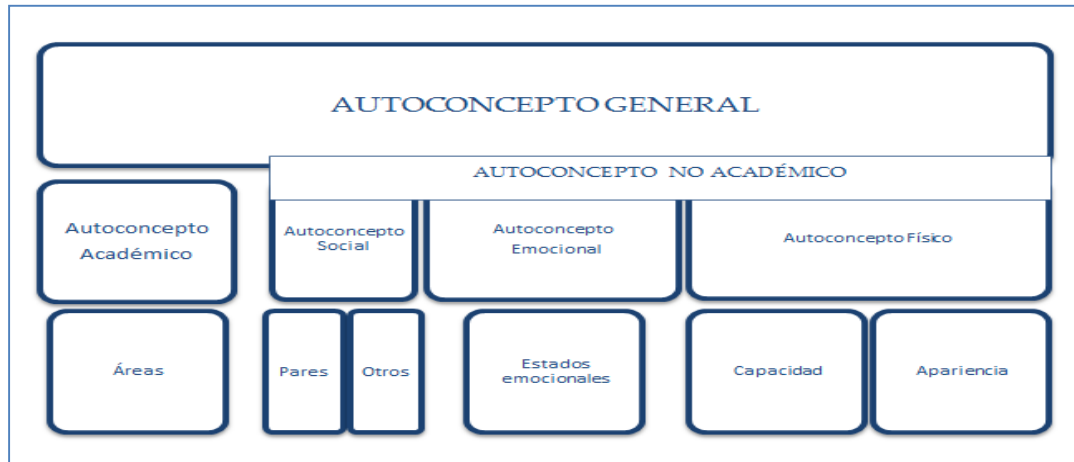 AUTOCONCEPTO GENERAL
AUTOCONCEPTO NO ACADÉMICO
Autoconcepto
Académico
Autoconcepto
Social
Autoconcepto
Emocional
Autoconcepto Físico
Áreas
Pares
Otros
Estados
emocionales
Capacidad
Apariencia